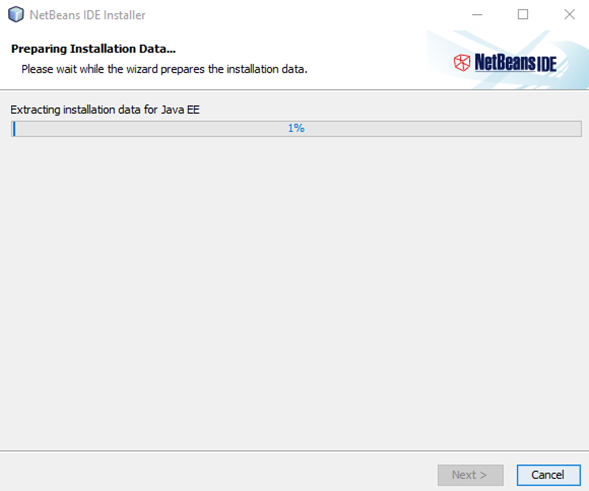 NetBeans IDE Installer
Preparing Installation Data...
Please wait while the wizard prepares the installation data.
NetBeans IDE
Extracting installation data for Java EE
1%
Next >
Cancel